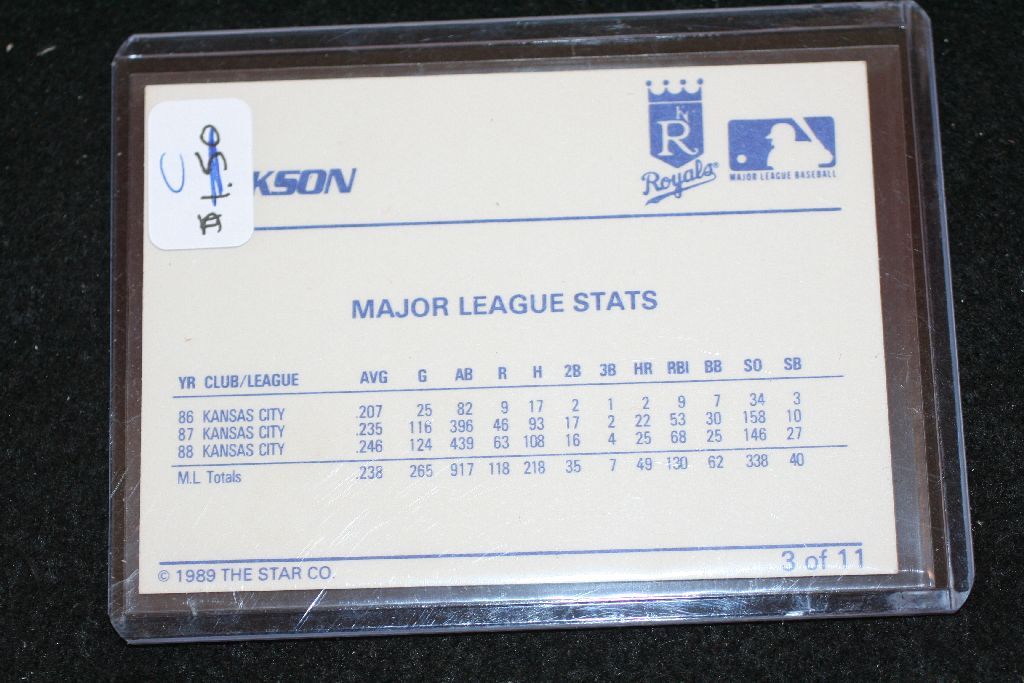 KSON
KR
Royals
MAJOR LEAGUE BASEBALL
MAJOR LEAGUE STATS
YR CLUB/LEAGUE AVG G AB R H 2B 3B HR RBI BB SO SB
86 KANSAS CITY .207 25 82 9 17 2 1 2 9 7 34 3
87 KANSAS CITY .235 116 396 46 93 17 2 22 53 30 158 10
88 KANSAS CITY .246 124 439 63 108 16 4 25 68 25 146 27
M.L Totals .238 265 917 118 218 35 7 49 130 62 338 40
© 1989 THE STAR CO.
3 of 11